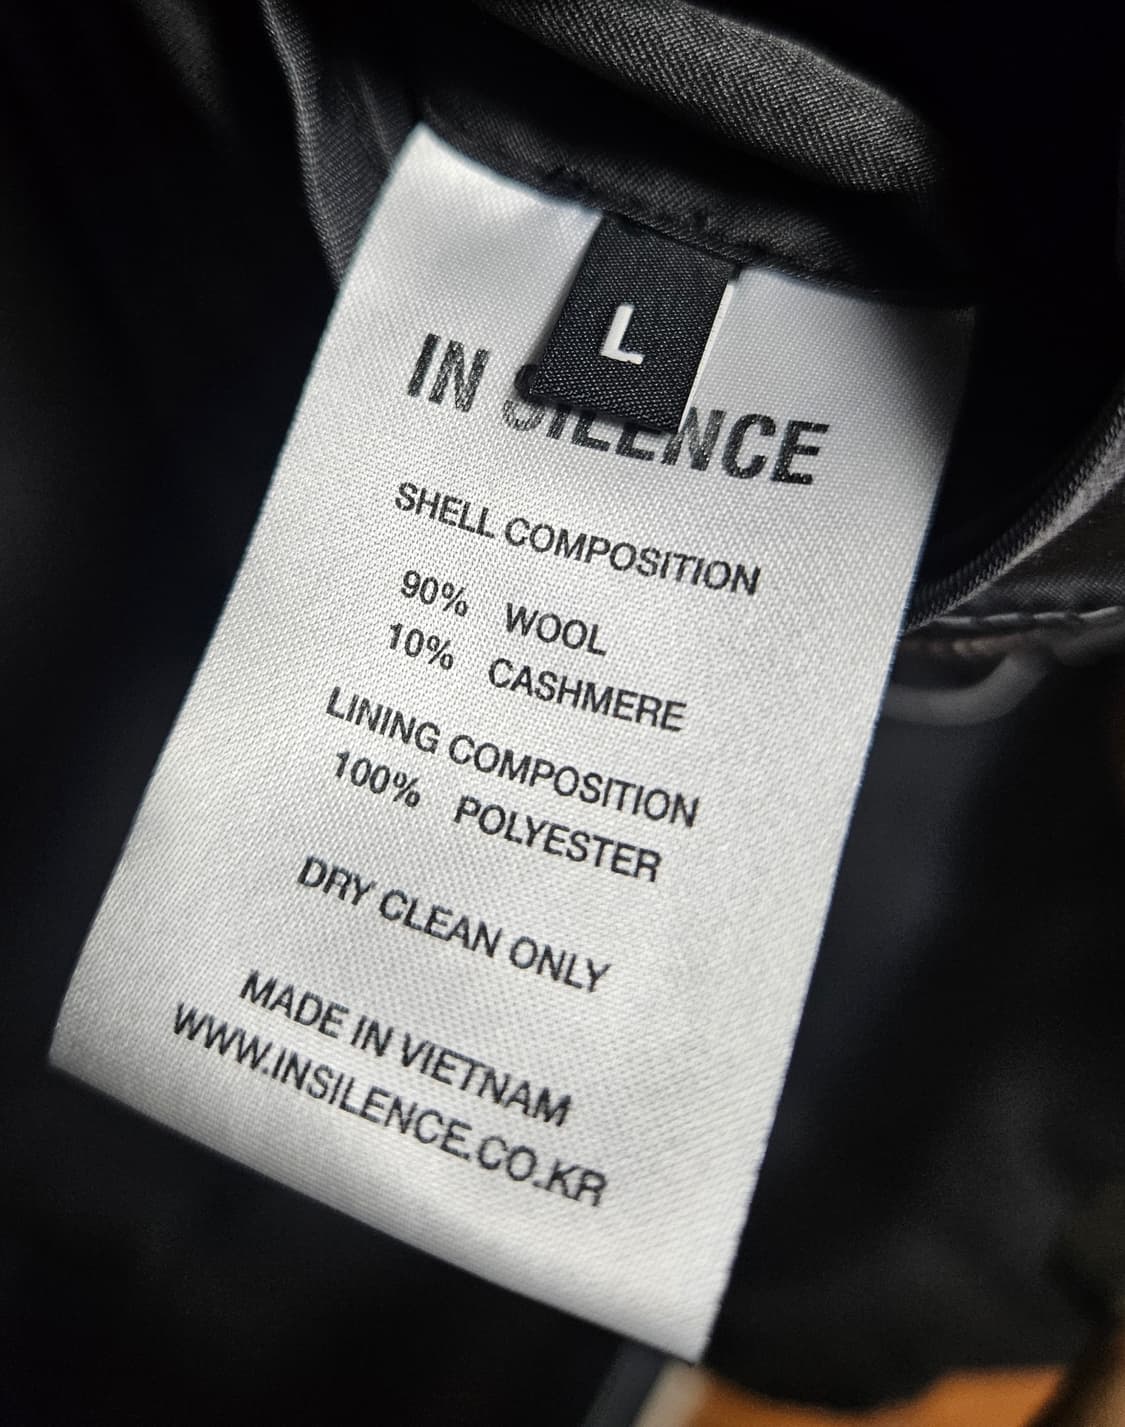 L
IN SILENCE
SHELL COMPOSITION
90% WOOL
10% CASHMERE
LINING COMPOSITION
100% POLYESTER
DRY CLEAN ONLY
MADE IN VIETNAM
WWW.INSILENCE.CO.KR